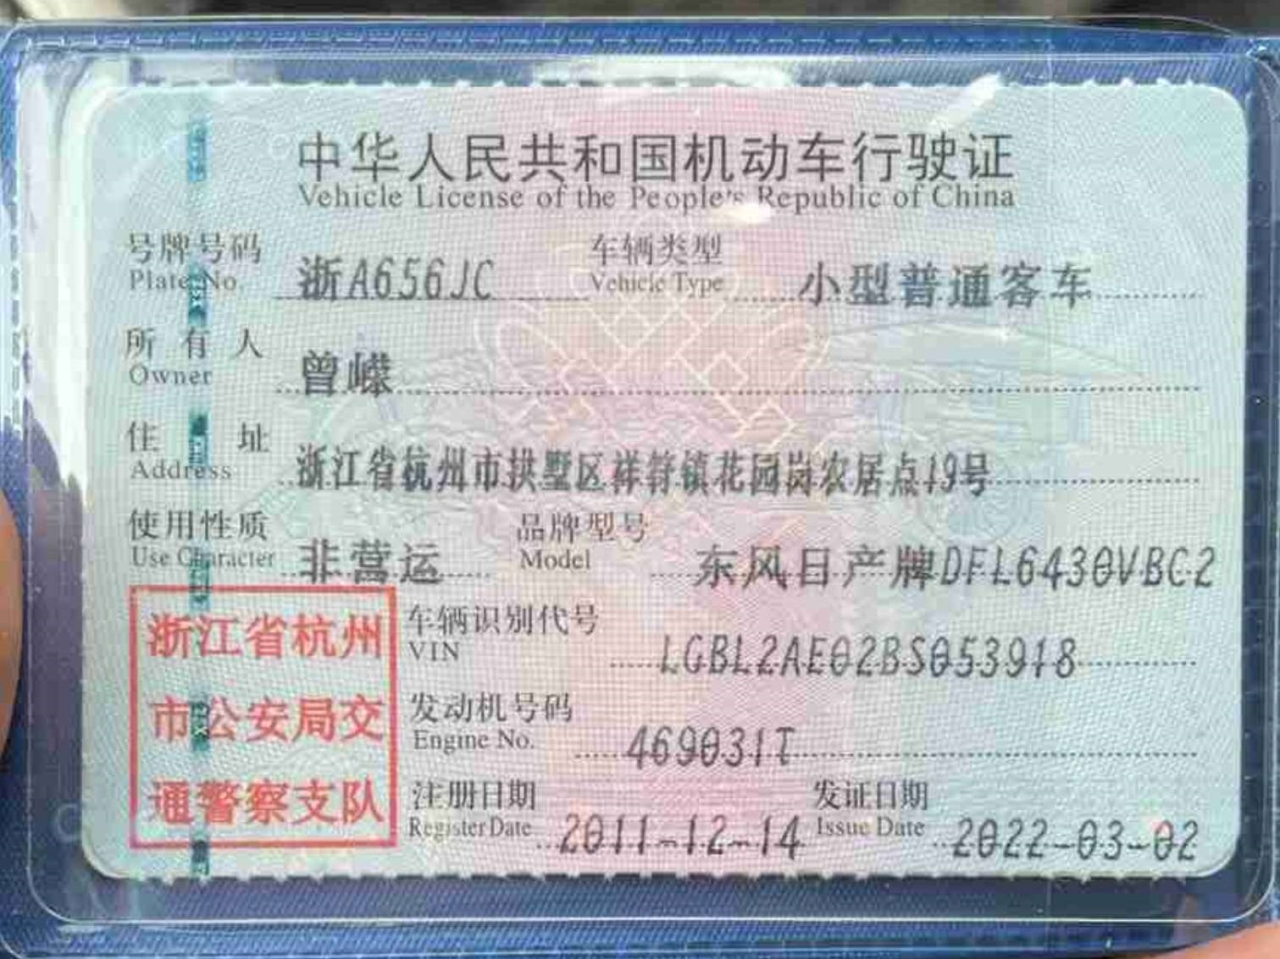 中华人民共和国机动车行驶证
Vehicle License of the People's Republic of China
号牌号码 浙A656JC 车辆类型 小型普通客车
Plate No. Vehicle Type
所有人 曾嵘
Owner
住址 浙江省杭州市拱墅区祥符镇花园岗农居点19号
Address
使用性质 非营运 品牌型号 东风日产牌DFL6430VBC2
Use Character Model
浙江省杭州
市公安局交
通警察支队
车辆识别代号 LGBL2AE02BS053918
VIN
发动机号码 469031T
Engine No.
注册日期 2011-12-14 发证日期 2022-03-02
Register Date Issue Date